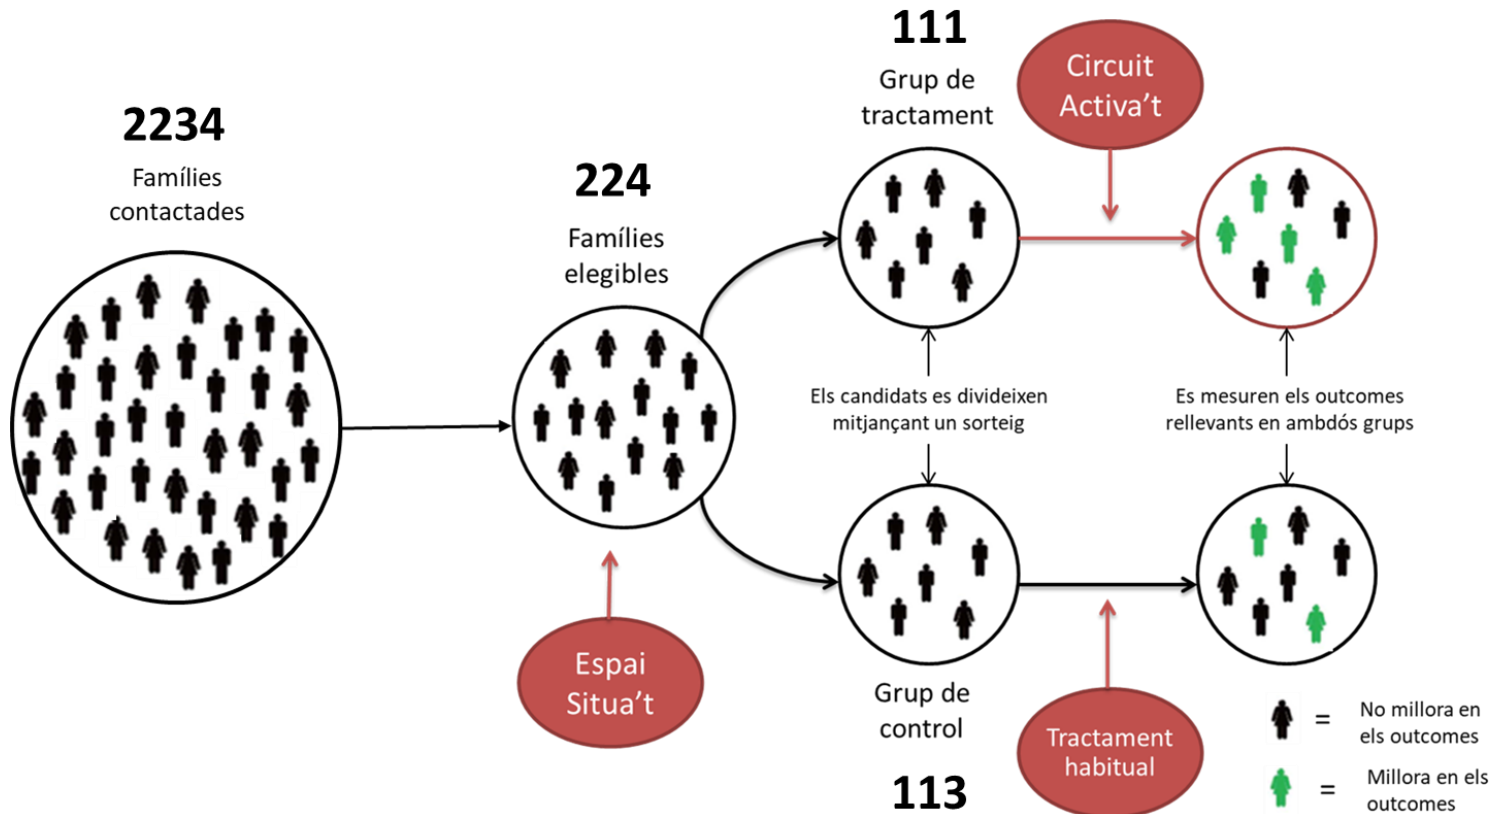 2234
Famílies
contactades
224
Famílies
elegibles
Espai
Situa’t
111
Grup de
tractament
Circuit
Activa’t
Els candidats es divideixen
mitjançant un sorteig
Es mesuren els outcomes
rellevants en ambdós grups
Grup de
control
113
Tractament
habitual
=
No millora en
els outcomes
=
Millora en els
outcomes